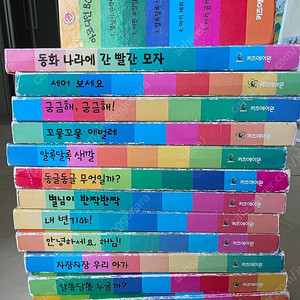 동화 나라에 간 빨간 모자
키즈에이원
세어 보세요
키즈에이원
궁금해, 궁금해!
키즈에이원
꼬물꼬물 애벌레
키즈에이원
알록달록 색깔
키즈에이원
동글동글 무엇일까?
키즈에이원
별님이 반짝반짝
키즈에이원
내 변기야!
키즈에이원
안녕하세요, 해님!
키즈에이원
자장자장 우리 아가
키즈에이원
알쏭달쏭 누굴까?
키즈에이원